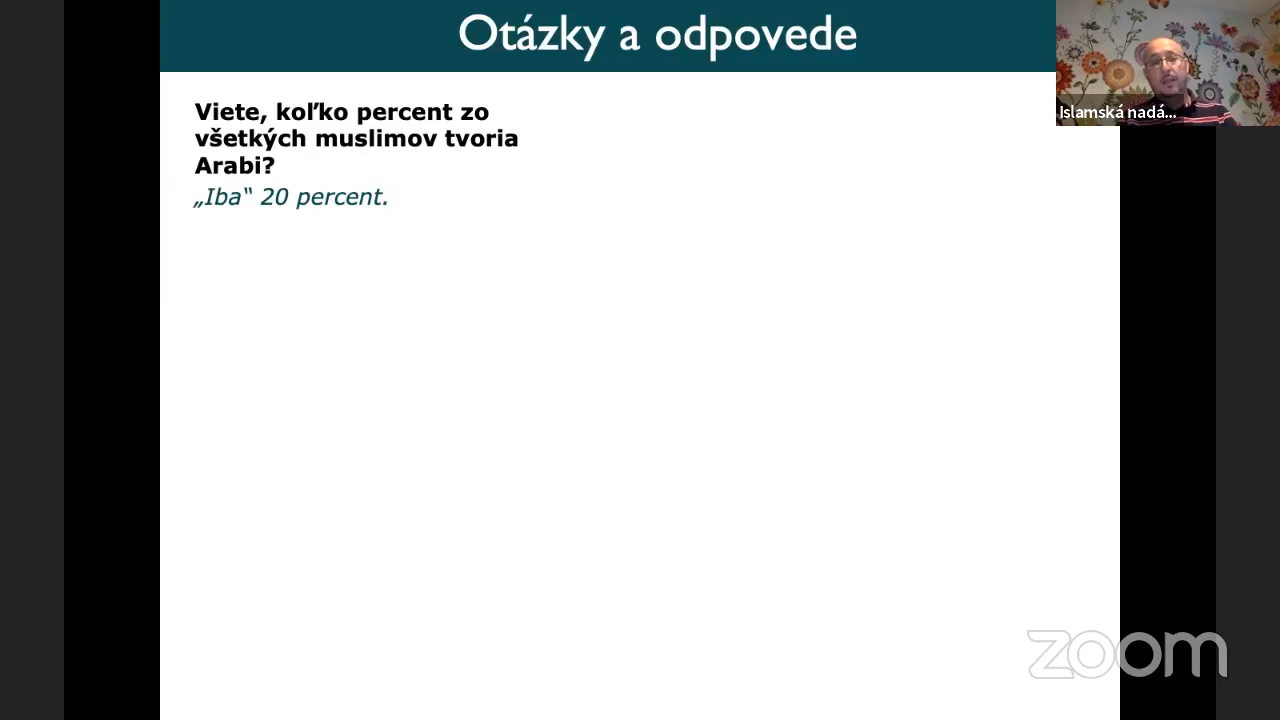 Otázky a odpovede
Islamská nadá...
Viete, koľko percent zo
všetkých muslimov tvoria
Arabi?
„Iba“ 20 percent.
zoom